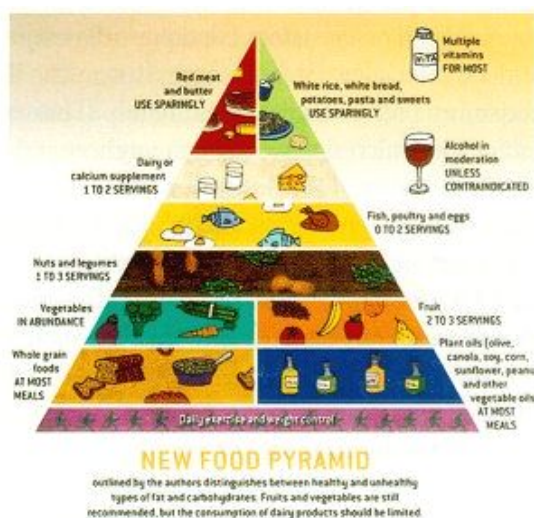 Multiple
vitamins
FOR MOST
Red meat
and butter
USE SPARINGLY
White rice, white bread,
potatoes, pasta and sweets
USE SPARINGLY
Alcohol in
moderation
UNLESS
CONTRAINDICATED
Dairy or
calcium supplement
1 TO 2 SERVINGS
Fish, poultry and eggs
0 TO 2 SERVINGS
Nuts and legumes
1 TO 3 SERVINGS
Vegetables
IN ABUNDANCE
Fruit
2 TO 3 SERVINGS
Whole grain
foods
AT MOST
MEALS
Plant oils (olive,
canola, soy, corn,
sunflower, peanut
and other
vegetable oils
AT MOST
MEALS
Daily exercise and weight control
NEW FOOD PYRAMID
outlined by the authors distinguishes between healthy and unhealthy
types of fat and carbohydrates. Fruits and vegetables are still
recommended, but the consumption of dairy products should be limited.